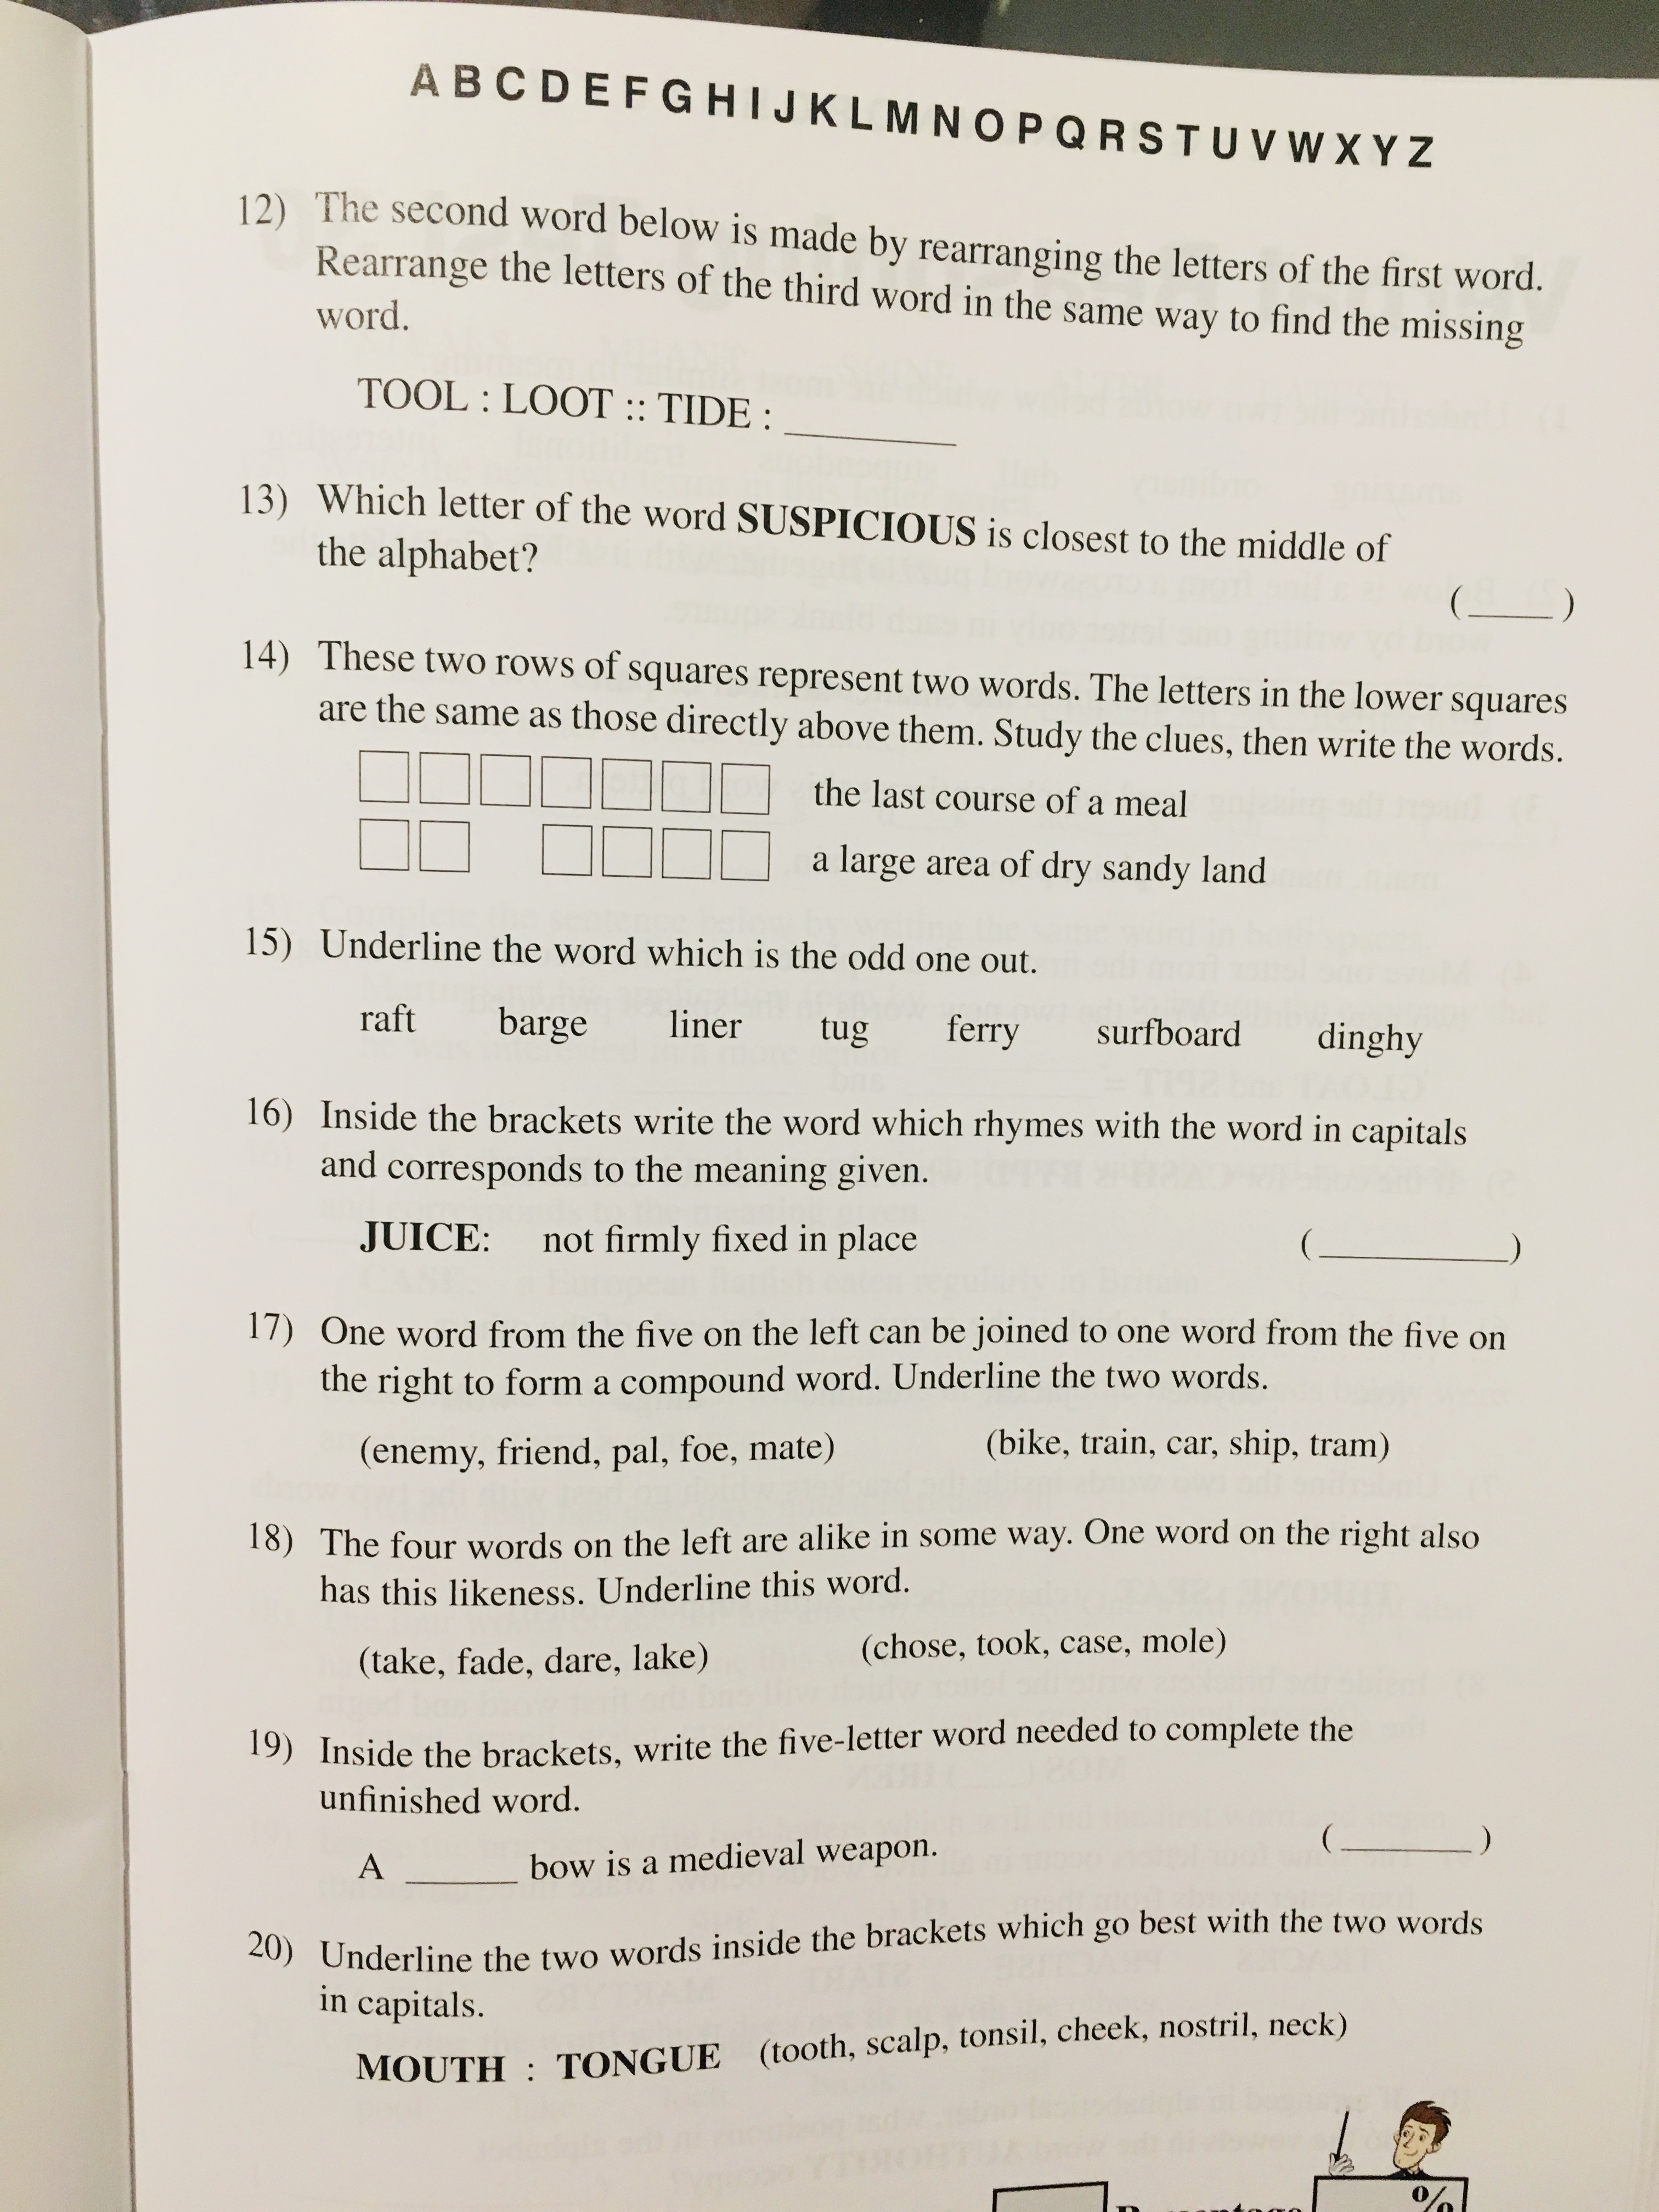 A B C D E F G H I J K L M N O P Q R S T U V W X Y Z
12) The second word below is made by rearranging the letters of the first word.
Rearrange the letters of the third word in the same way to find the missing
word.
TOOL : LOOT :: TIDE : ________
13) Which letter of the word SUSPICIOUS is closest to the middle of
the alphabet?
(____)
14) These two rows of squares represent two words. The letters in the lower squares
are the same as those directly above them. Study the clues, then write the words.
the last course of a meal
a large area of dry sandy land
15) Underline the word which is the odd one out.
raft barge liner tug ferry surfboard dinghy
16) Inside the brackets write the word which rhymes with the word in capitals
and corresponds to the meaning given.
JUICE: not firmly fixed in place (_________)
17) One word from the five on the left can be joined to one word from the five on
the right to form a compound word. Underline the two words.
(enemy, friend, pal, foe, mate) (bike, train, car, ship, tram)
18) The four words on the left are alike in some way. One word on the right also
has this likeness. Underline this word.
(take, fade, dare, lake) (chose, took, case, mole)
19) Inside the brackets, write the five-letter word needed to complete the
unfinished word.
A _____ bow is a medieval weapon. (______)
20) Underline the two words inside the brackets which go best with the two words
in capitals.
MOUTH : TONGUE (tooth, scalp, tonsil, cheek, nostril, neck)
%